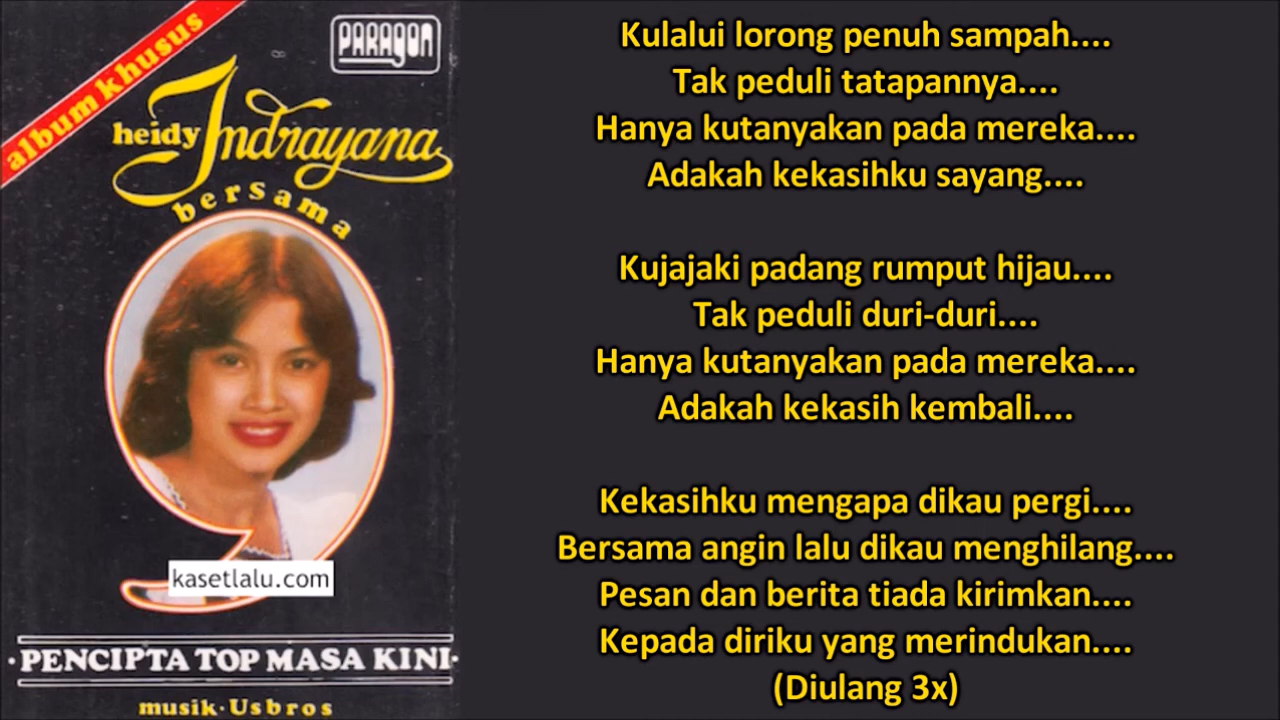 album khusus
PARAGON
heidy Indrayana
bersama
kasetlalu.com
·PENCIPTA TOP MASA KINI·
musik·Usbros
Kulalui lorong penuh sampah....
Tak peduli tatapannya....
Hanya kutanyakan pada mereka....
Adakah kekasihku sayang....
Kujajaki padang rumput hijau....
Tak peduli duri-duri....
Hanya kutanyakan pada mereka....
Adakah kekasih kembali....
Kekasihku mengapa dikau pergi....
Bersama angin lalu dikau menghilang....
Pesan dan berita tiada kirimkan....
Kepada diriku yang merindukan....
(Diulang 3x)